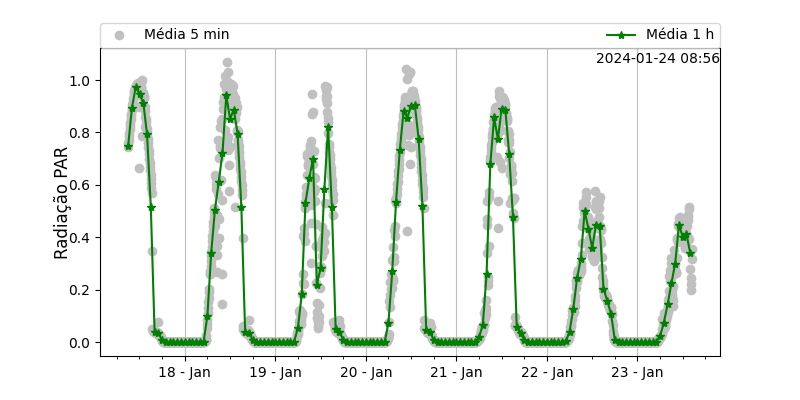 Média 5 min
Média 1 h
2024-01-24 08:56
Radiação PAR
1.0
0.8
0.6
0.4
0.2
0.0
18 - Jan
19 - Jan
20 - Jan
21 - Jan
22 - Jan
23 - Jan